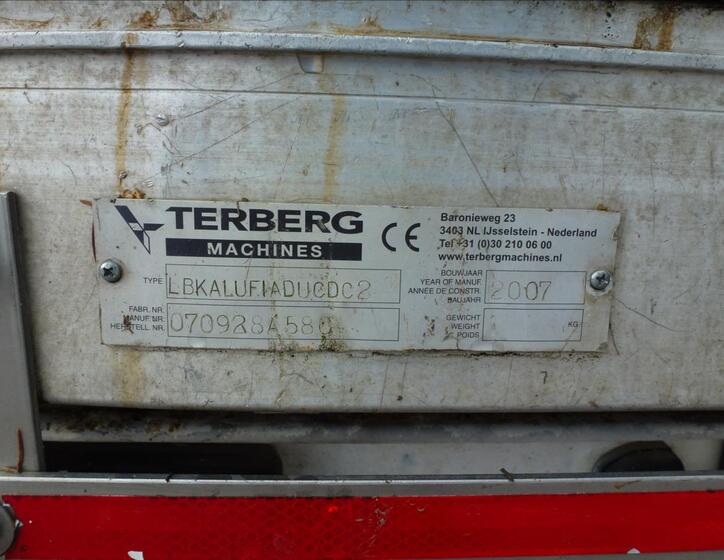 TERBERG
MACHINES
CE
Baronieweg 23
3403 NL IJsselstein - Nederland
Tel +31 (0)30 210 06 00
www.terbergmachines.nl
TYPE LBKALUFIADUCDC2
BOUWJAAR
YEAR OF MANUF.
ANNÉE DE CONSTR.
BAUJAHR
2007
FABR. NR.
MANUF. NR.
HERSTELL. NR.
070928A580
GEWICHT
WEIGHT
POIDS
KG